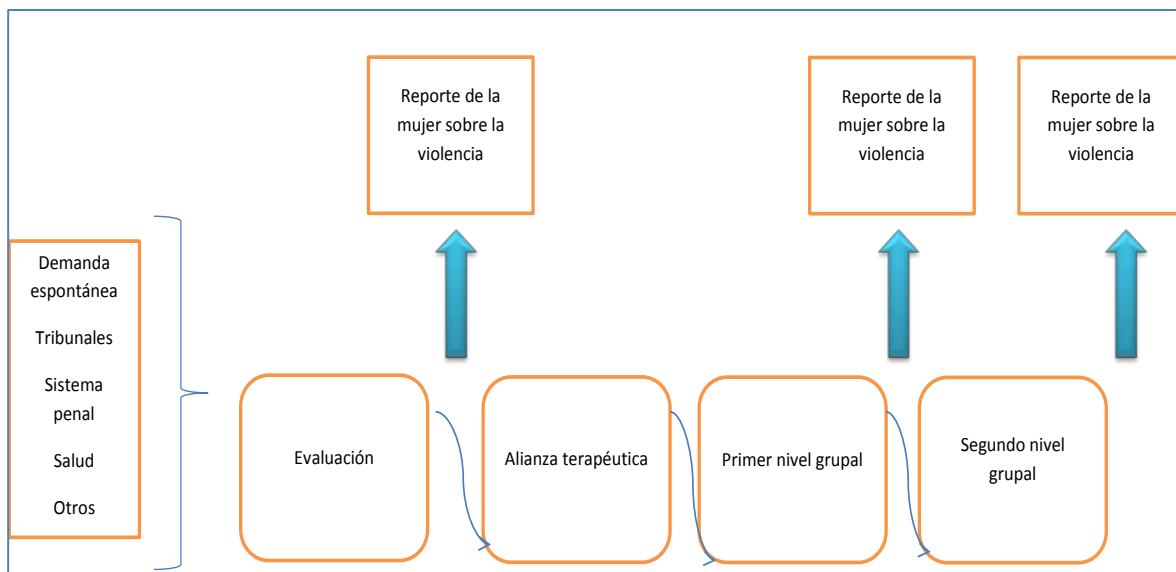 Reporte de la
mujer sobre la
violencia
Reporte de la
mujer sobre la
violencia
Reporte de la
mujer sobre la
violencia
Demanda
espontánea
Tribunales
Sistema
penal
Salud
Otros
Evaluación
Alianza terapéutica
Primer nivel grupal
Segundo nivel
grupal